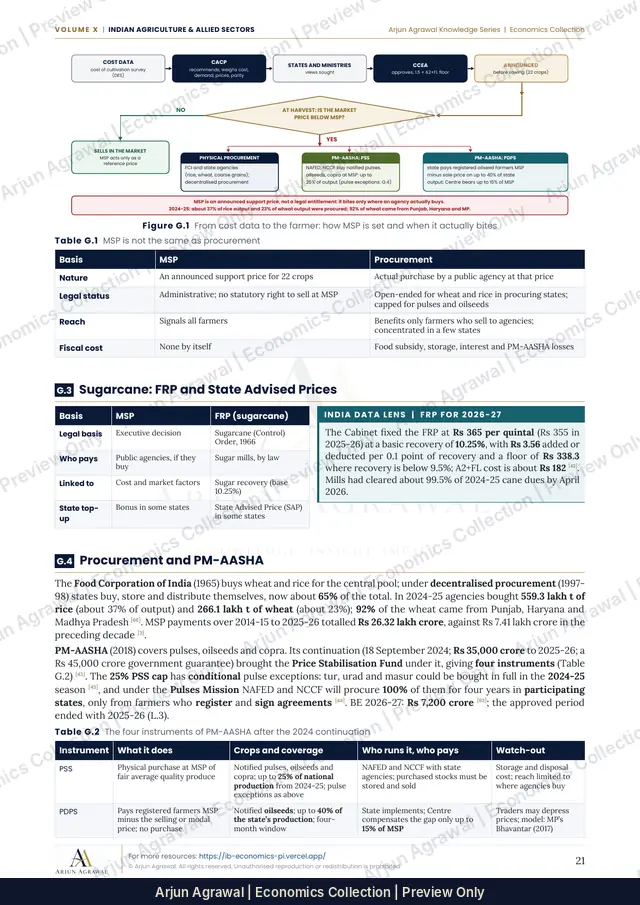 VOLUME X | INDIAN AGRICULTURE & ALLIED SECTORS
Arjun Agrawal Knowledge Series | Economics Collection
COST DATA
cost of cultivation survey
(DES)
CACP
recommends, weighs cost,
demand, prices, parity
STATES AND MINISTRIES
views sought
CCEA
approves, 1.5 × A2+FL floor
ANNOUNCED
before sowing (22 crops)
NO
AT HARVEST: IS THE MARKET
PRICE BELOW MSP?
YES
SELLS IN THE MARKET
MSP acts only as a
reference price
PHYSICAL PROCUREMENT
FCI and state agencies
(rice, wheat, coarse grains);
decentralised procurement
PM-AASHA: PSS
NAFED, NCCF buy notified pulses,
oilseeds, copra at MSP; up to
25% of output (pulse exceptions: G.4)
PM-AASHA: PDPS
state pays registered oilseed farmers MSP
minus sale price on up to 40% of state
output; Centre bears up to 15% of MSP
MSP is an announced support price, not a legal entitlement: it bites only where an agency actually buys.
2024-25: about 37% of rice output and 23% of wheat output were procured; 92% of wheat came from Punjab, Haryana and MP.
Figure G.1 From cost data to the farmer: how MSP is set and when it actually bites
Table G.1 MSP is not the same as procurement
Basis MSP Procurement
Nature An announced support price for 22 crops Actual purchase by a public agency at that price
Legal status Administrative; no statutory right to sell at MSP Open-ended for wheat and rice in procuring states;
capped for pulses and oilseeds
Reach Signals all farmers Benefits only farmers who sell to agencies;
concentrated in a few states
Fiscal cost None by itself Food subsidy, storage, interest and PM-AASHA losses
G.3 Sugarcane: FRP and State Advised Prices
Basis MSP FRP (sugarcane)
Legal basis Executive decision Sugarcane (Control)
Order, 1966
Who pays Public agencies, if they
buy
Sugar mills, by law
Linked to Cost and market factors Sugar recovery (base
10.25%)
State top-
up
Bonus in some states State Advised Price (SAP)
in some states
INDIA DATA LENS | FRP FOR 2026-27
The Cabinet fixed the FRP at Rs 365 per quintal (Rs 355 in
2025-26) at a basic recovery of 10.25%, with Rs 3.56 added or
deducted per 0.1 point of recovery and a floor of Rs 338.3
where recovery is below 9.5%; A2+FL cost is about Rs 182
Mills had cleared about 99.5% of 2024-25 cane dues by April
2026.
G.4 Procurement and PM-AASHA
The Food Corporation of India (1965) buys wheat and rice for the central pool; under decentralised procurement (1997-
98) states buy, store and distribute themselves, now about 65% of the total. In 2024-25 agencies bought 559.3 lakh t of
rice (about 37% of output) and 266.1 lakh t of wheat (about 23%); 92% of the wheat came from Punjab, Haryana and
Madhya Pradesh [60]. MSP payments over 2014-15 to 2025-26 totalled Rs 26.32 lakh crore, against Rs 7.41 lakh crore in the
preceding decade [3].
PM-AASHA (2018) covers pulses, oilseeds and copra. Its continuation (18 September 2024; Rs 35,000 crore to 2025-26; a
Rs 45,000 crore government guarantee) brought the Price Stabilisation Fund under it, giving four instruments (Table
G.2) [43]. The 25% PSS cap has conditional pulse exceptions: tur, urad and masur could be bought in full in the 2024-25
season [43], and under the Pulses Mission NAFED and NCCF will procure 100% of them for four years in participating
states, only from farmers who register and sign agreements [44]. BE 2026-27: Rs 7,200 crore [63]; the approved period
ended with 2025-26 (L.3).
Table G.2 The four instruments of PM-AASHA after the 2024 continuation
Instrument What it does Crops and coverage Who runs it, who pays Watch-out
PSS Physical purchase at MSP of
fair average quality produce
Notified pulses, oilseeds and
copra; up to 25% of national
production from 2024-25; pulse
exceptions as above
NAFED and NCCF with state
agencies; purchased stocks must be
stored and sold
Storage and disposal
cost; reach limited to
where agencies buy
PDPS Pays registered farmers MSP
minus the selling or modal
price; no purchase
Notified oilseeds; up to 40% of
the state's production; four-
month window
State implements; Centre
compensates the gap only up to
15% of MSP
Traders may depress
prices; model: MP's
Bhavantar (2017)
ARJUN AGRAWAL
For more resources: https://ib-economics-pi.vercel.app/
© Arjun Agrawal. All rights reserved. Unauthorised reproduction or redistribution is prohibited.
21
Arjun Agrawal | Economics Collection | Preview Only